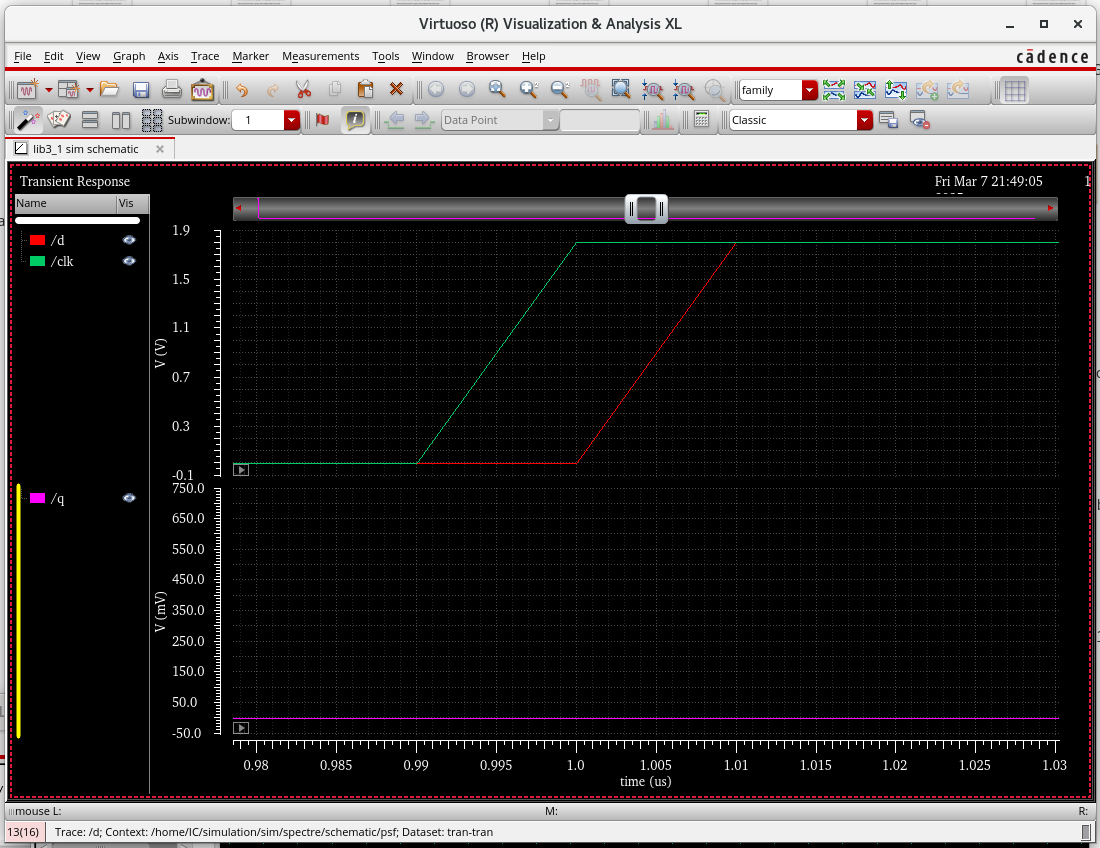 Virtuoso (R) Visualization & Analysis XL
File Edit View Graph Axis Trace Marker Measurements Tools Window Browser Help
cādence
family
Subwindow: 1
Data Point
Classic
lib3_1 sim schematic
Transient Response
Fri Mar 7 21:49:05
1
Name Vis
/d
/clk
/q
1.9
1.5
1.1
0.7
0.3
-0.1
V (V)
750.0
650.0
550.0
450.0
350.0
250.0
150.0
50.0
-50.0
V (mV)
0.98 0.985 0.99 0.995 1.0 1.005 1.01 1.015 1.02 1.025 1.03
time (us)
mouse L: M: R:
13(16) Trace: /d; Context: /home/IC/simulation/sim/spectre/schematic/psf; Dataset: tran-tran